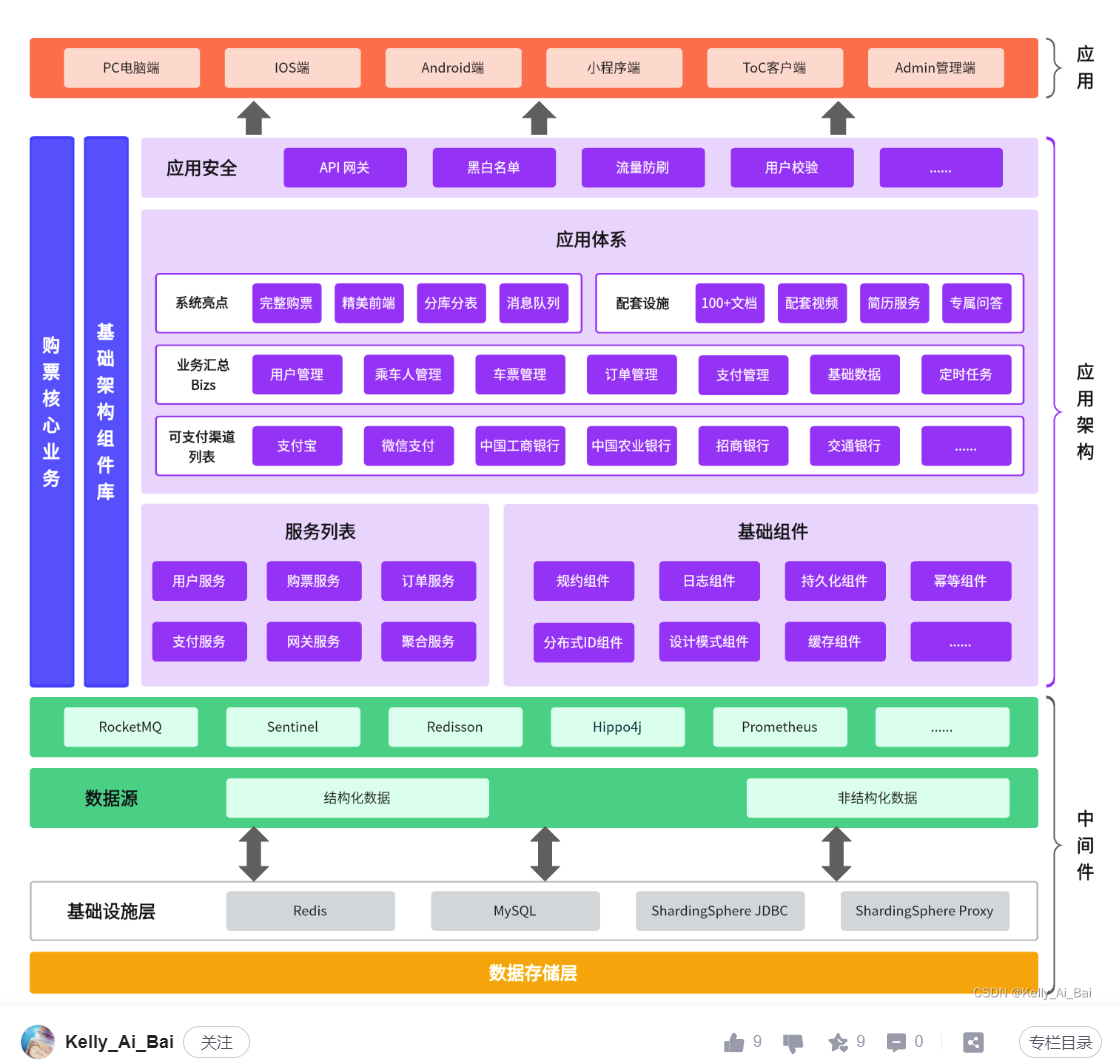 PC电脑端 IOS端 Android端 小程序端 ToC客户端 Admin管理端
应用
购票核心业务
基础架构组件库
应用安全 API 网关 黑白名单 流量防刷 用户校验 ......
应用体系
系统亮点 完整购票 精美前端 分库分表 消息队列
配套设施 100+文档 配套视频 简历服务 专属问答
业务汇总
Bizs
用户管理 乘车人管理 车票管理 订单管理 支付管理 基础数据 定时任务
可支付渠道
列表
支付宝 微信支付 中国工商银行 中国农业银行 招商银行 交通银行 ......
服务列表
用户服务 购票服务 订单服务
支付服务 网关服务 聚合服务
基础组件
规约组件 日志组件 持久化组件 幂等组件
分布式ID组件 设计模式组件 缓存组件 ......
应用架构
RocketMQ Sentinel Redisson Hippo4j Prometheus ......
数据源 结构化数据 非结构化数据
中间件
基础设施层 Redis MySQL ShardingSphere JDBC ShardingSphere Proxy
数据存储层
CSDN @Kelly_Ai_Bai
Kelly_Ai_Bai 关注 9 9 0 专栏目录